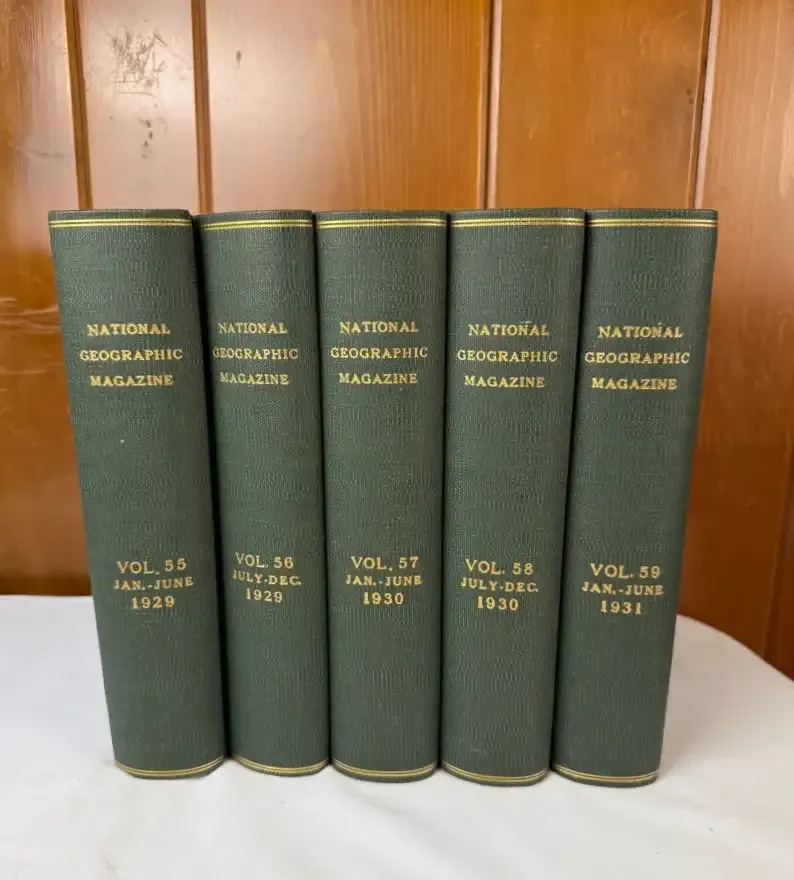 NATIONAL
GEOGRAPHIC
MAGAZINE
VOL. 55
JAN.-JUNE
1929
NATIONAL
GEOGRAPHIC
MAGAZINE
VOL. 56
JULY-DEC.
1929
NATIONAL
GEOGRAPHIC
MAGAZINE
VOL. 57
JAN.-JUNE
1930
NATIONAL
GEOGRAPHIC
MAGAZINE
VOL. 58
JULY-DEC.
1930
NATIONAL
GEOGRAPHIC
MAGAZINE
VOL. 59
JAN.-JUNE
1931